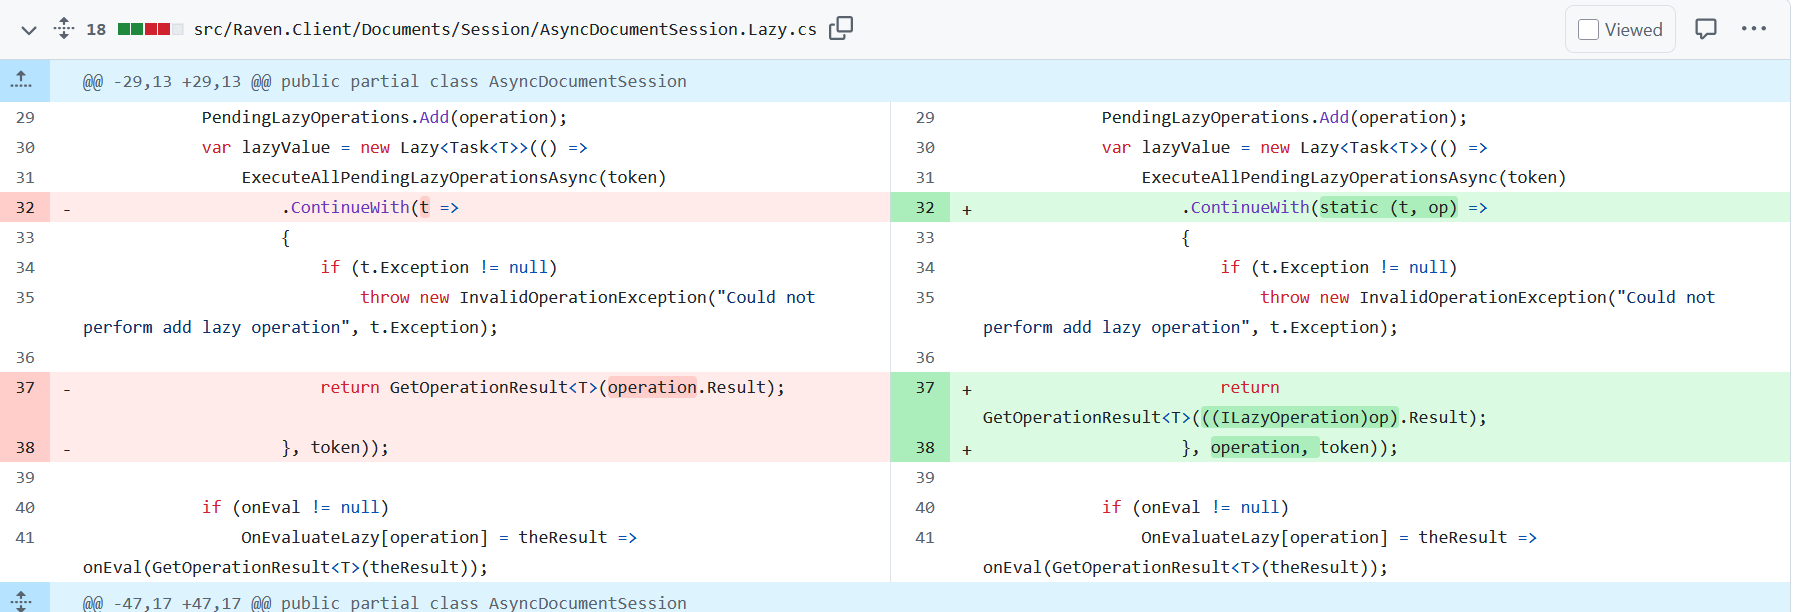 18 src/Raven.Client/Documents/Session/AsyncDocumentSession.Lazy.cs Viewed
@@ -29,13 +29,13 @@ public partial class AsyncDocumentSession
29 PendingLazyOperations.Add(operation);
30 var lazyValue = new Lazy<Task<T>>(() =>
31 ExecuteAllPendingLazyOperationsAsync(token)
32 - .ContinueWith(t =>
33 {
34 if (t.Exception != null)
35 throw new InvalidOperationException("Could not
perform add lazy operation", t.Exception);
36
37 - return GetOperationResult<T>(operation.Result);
38 - }, token));
39
40 if (onEval != null)
41 OnEvaluateLazy[operation] = theResult =>
onEval(GetOperationResult<T>(theResult));
29 PendingLazyOperations.Add(operation);
30 var lazyValue = new Lazy<Task<T>>(() =>
31 ExecuteAllPendingLazyOperationsAsync(token)
32 + .ContinueWith(static (t, op) =>
33 {
34 if (t.Exception != null)
35 throw new InvalidOperationException("Could not
perform add lazy operation", t.Exception);
36
37 + return
GetOperationResult<T>(((ILazyOperation)op).Result);
38 + }, operation, token));
39
40 if (onEval != null)
41 OnEvaluateLazy[operation] = theResult =>
onEval(GetOperationResult<T>(theResult));
@@ -47,17 +47,17 @@ public partial class AsyncDocumentSession